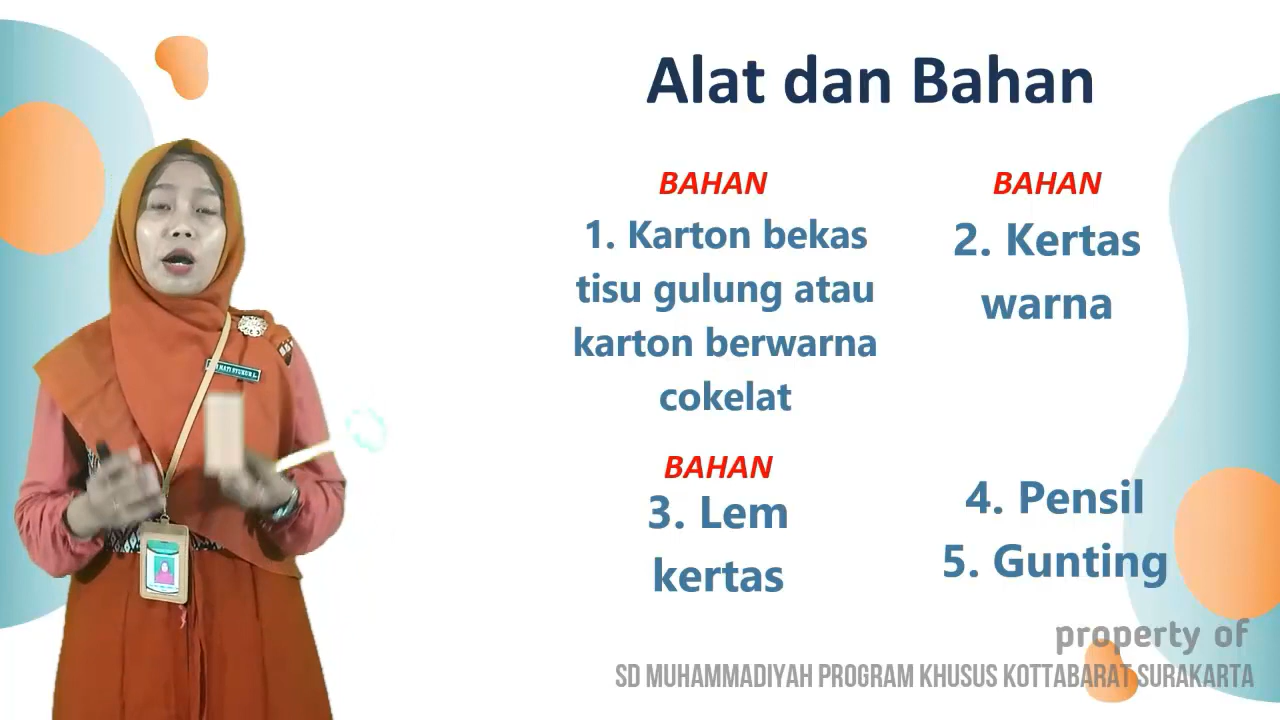 Alat dan Bahan
BAHAN
1. Karton bekas
tisu gulung atau
karton berwarna
cokelat
BAHAN
2. Kertas
warna
BAHAN
3. Lem
kertas
4. Pensil
5. Gunting
property of
SD MUHAMMADIYAH PROGRAM KHUSUS KOTTABARAT SURAKARTA